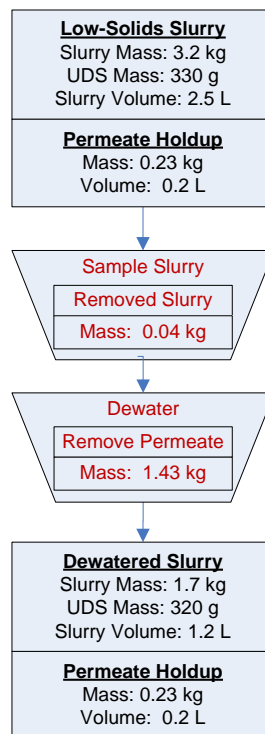 Low-Solids Slurry
Slurry Mass: 3.2 kg
UDS Mass: 330 g
Slurry Volume: 2.5 L
Permeate Holdup
Mass: 0.23 kg
Volume:  0.2 L
Sample Slurry
Removed Slurry
Mass:  0.04 kg
Dewater
Remove Permeate
Mass:  1.43 kg
Dewatered Slurry
Slurry Mass: 1.7 kg
UDS Mass: 320 g
Slurry Volume: 1.2 L
Permeate Holdup
Mass: 0.23 kg
Volume:  0.2 L